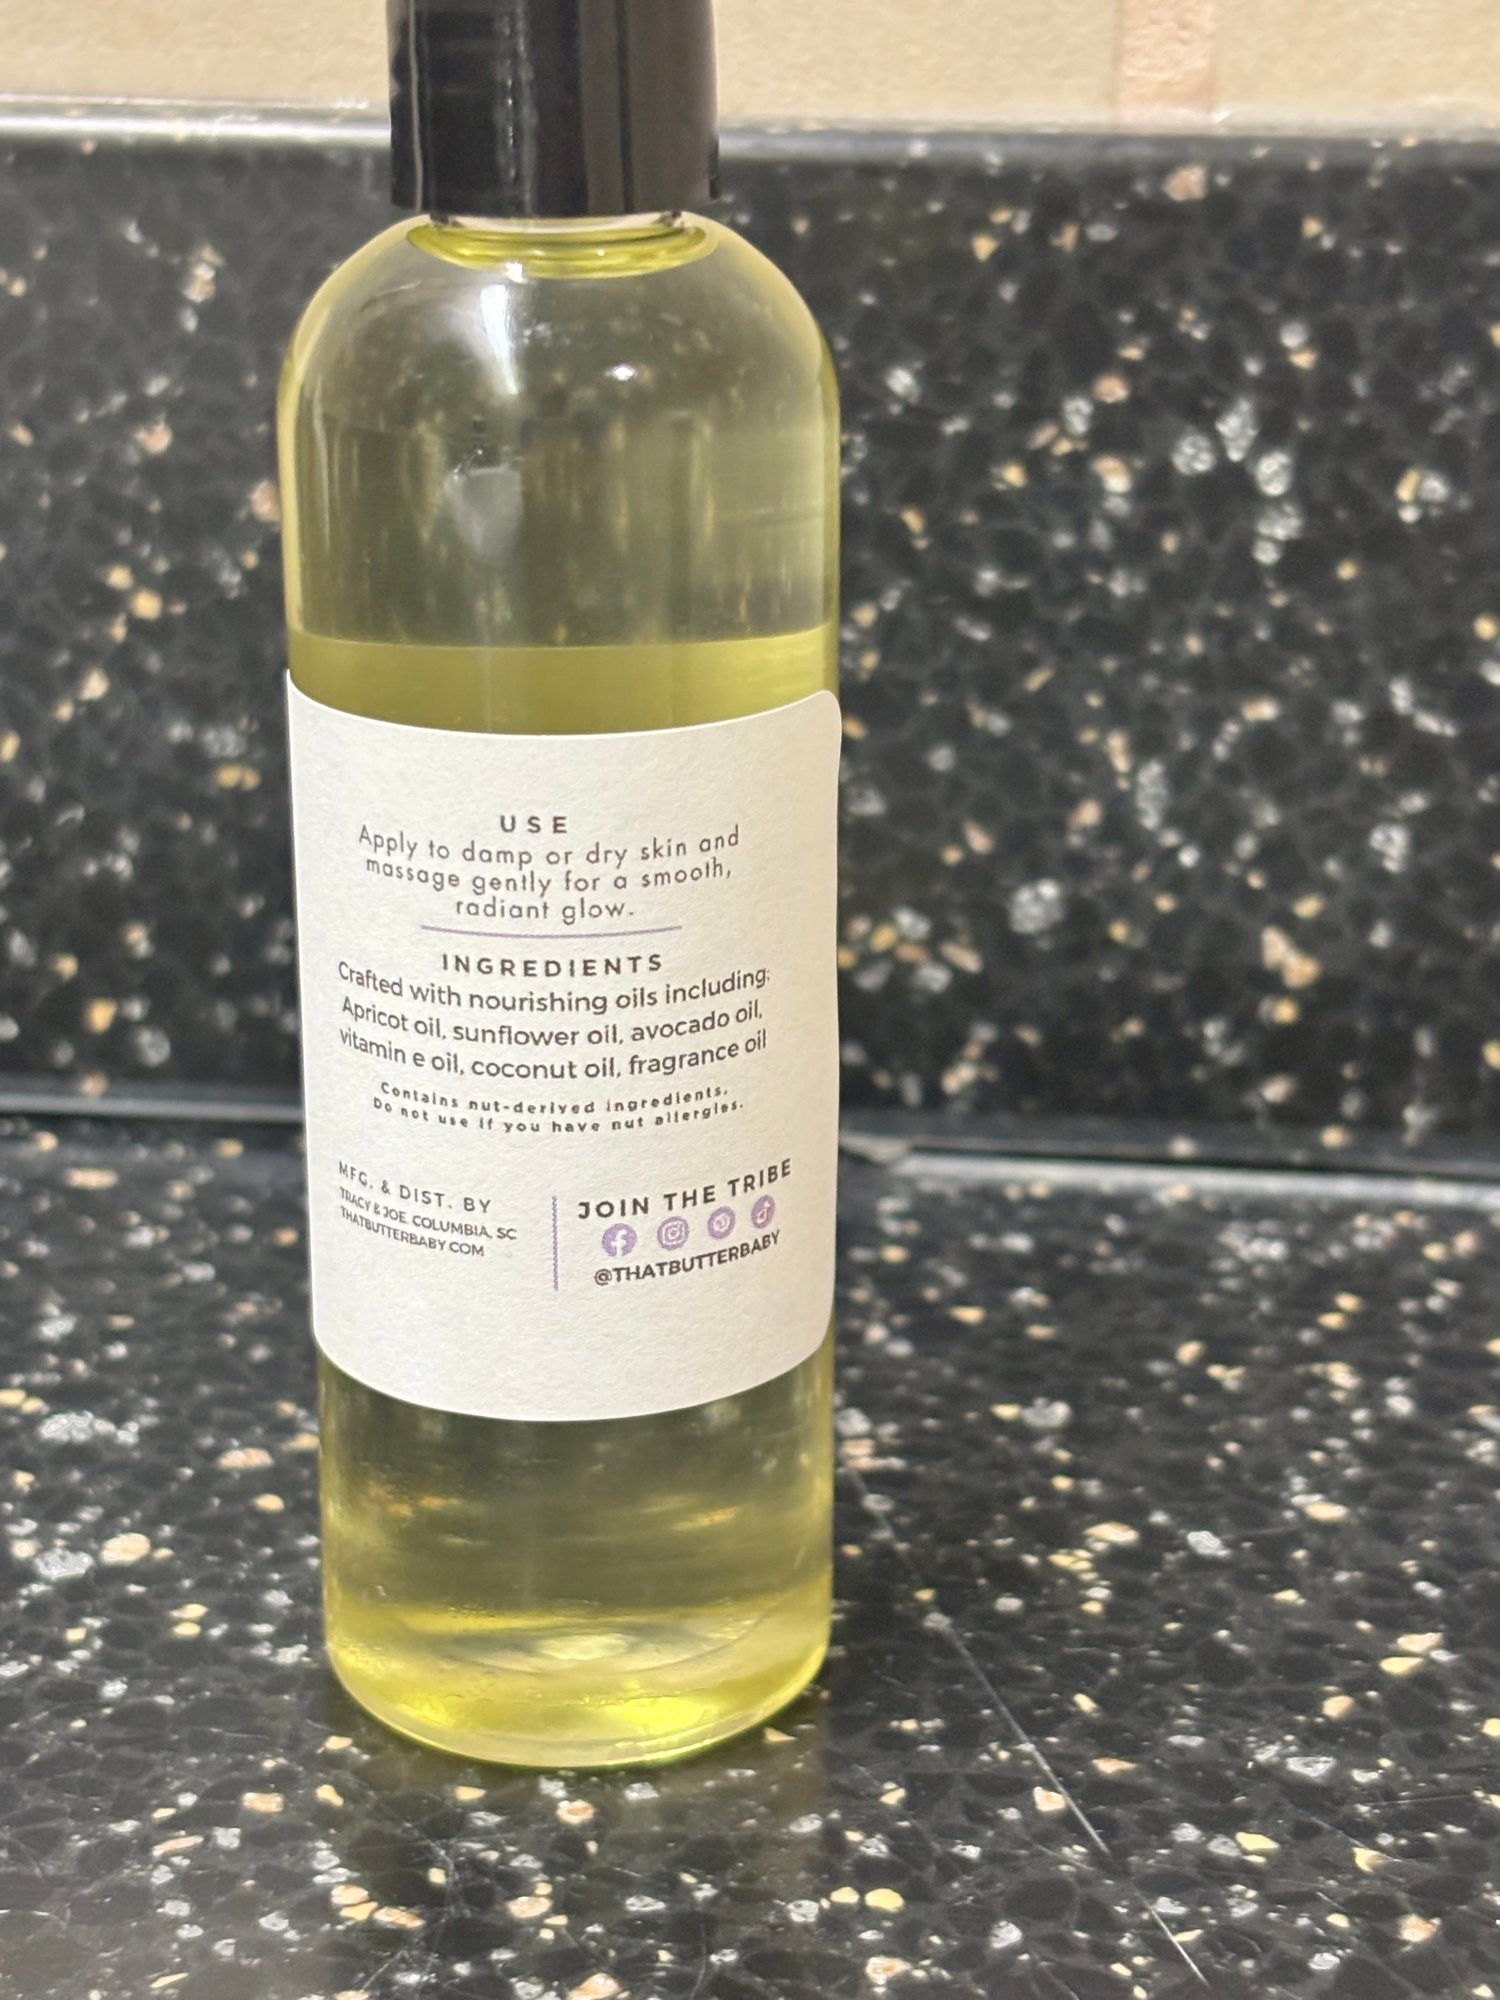 USE
Apply to damp or dry skin and
massage gently for a smooth,
radiant glow.
INGREDIENTS
Crafted with nourishing oils including:
Apricot oil, sunflower oil, avocado oil,
vitamin e oil, coconut oil, fragrance oil
Contains nut-derived ingredients.
Do not use if you have nut allergies.
MFG. & DIST. BY
TRACY & JOE. COLUMBIA, SC
THATBUTTERBABY.COM
JOIN THE TRIBE
@THATBUTTERBABY